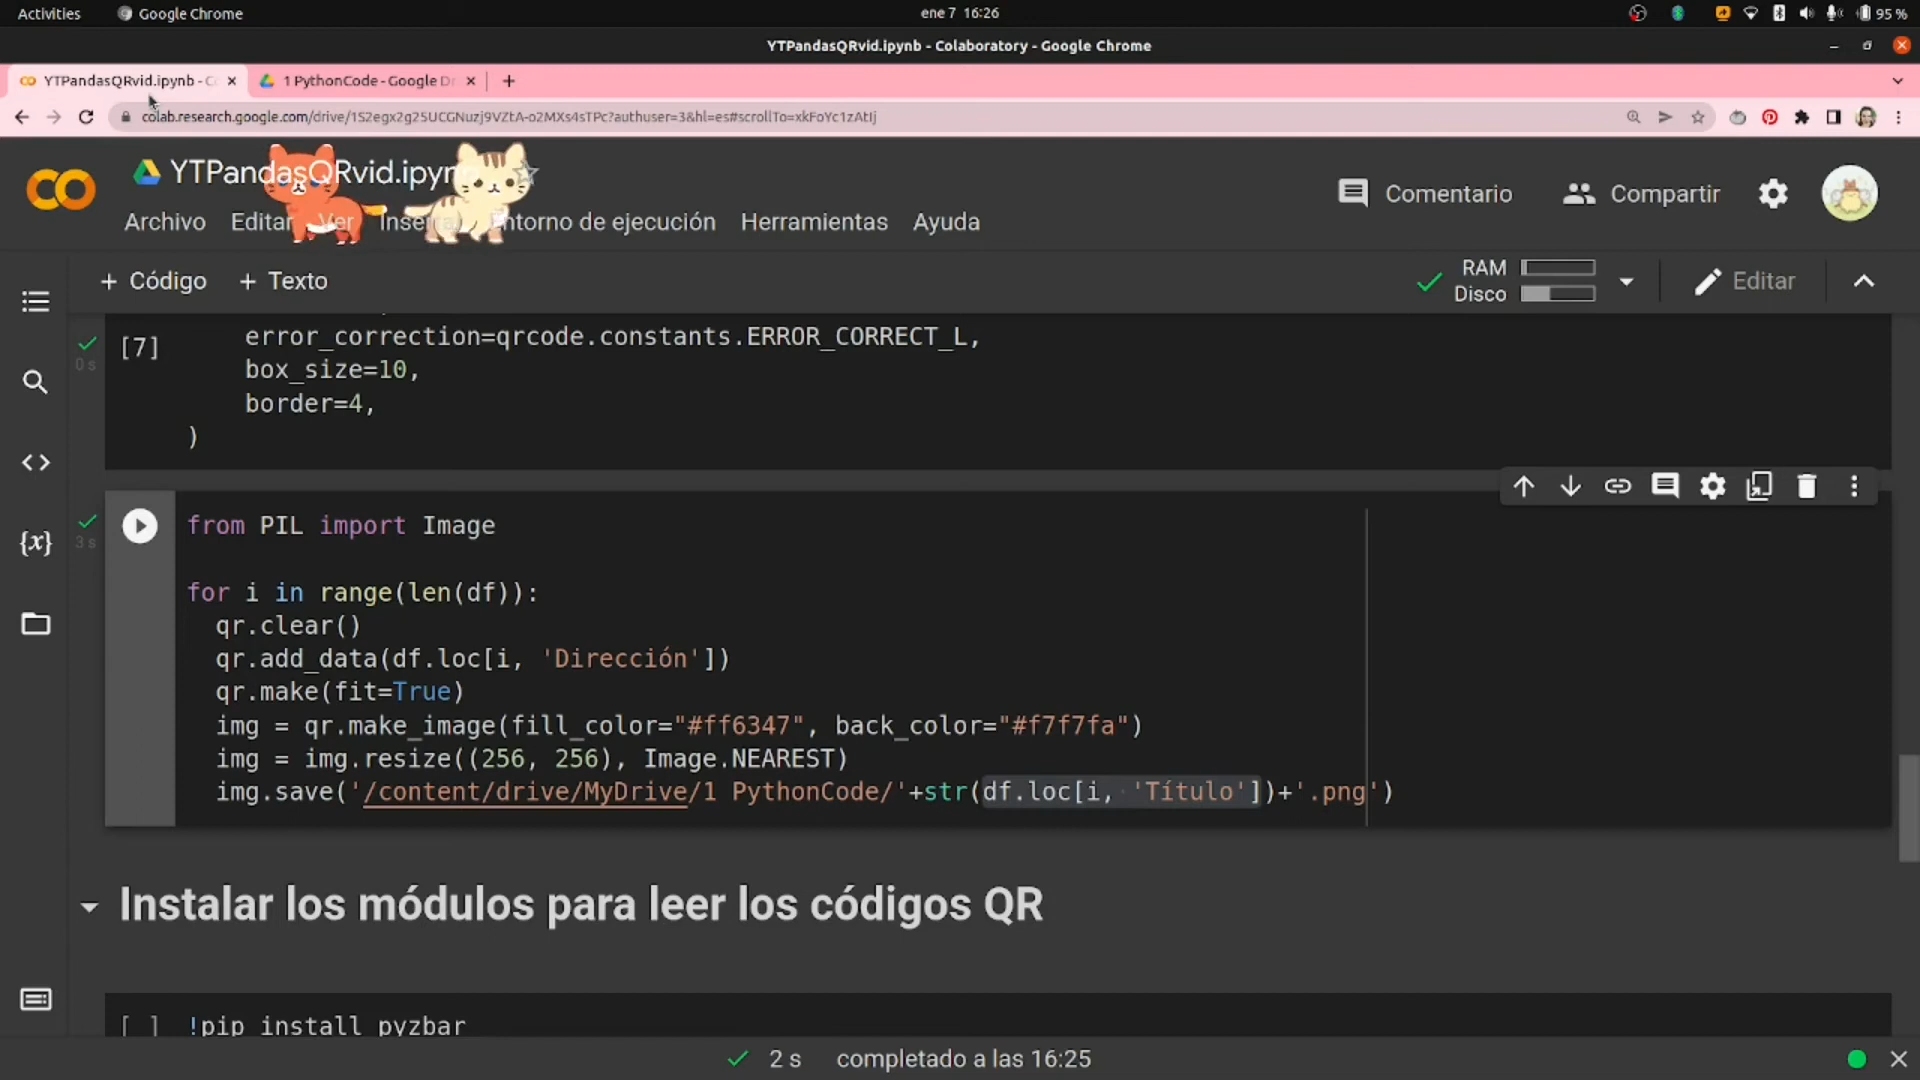 Activities Google Chrome ene 7 16:26 95 %
YTPandasQRvid.ipynb - Colaboratory - Google Chrome
YTPandasQRvid.ipynb - C 1 PythonCode - Google D
colab.research.google.com/drive/1S2egx2g25UCGNuzj9VZtA-o2MXs4sTPc?authuser=3&hl=es#scrollTo=xkFoYc1zAtIj
YTPandasQRvid.ipynb
Comentario Compartir
Archivo Editar Ver Insertar Entorno de ejecución Herramientas Ayuda
+ Código + Texto
RAM
Disco
Editar
[7] error_correction=qrcode.constants.ERROR_CORRECT_L,
0 s
box_size=10,
border=4,
)
from PIL import Image
3 s
for i in range(len(df)):
qr.clear()
qr.add_data(df.loc[i, 'Dirección'])
qr.make(fit=True)
img = qr.make_image(fill_color="#ff6347", back_color="#f7f7fa")
img = img.resize((256, 256), Image.NEAREST)
img.save('/content/drive/MyDrive/1 PythonCode/'+str(df.loc[i, 'Título'])+'.png')
Instalar los módulos para leer los códigos QR
[ ] !pip install pyzbar
2 s completado a las 16:25